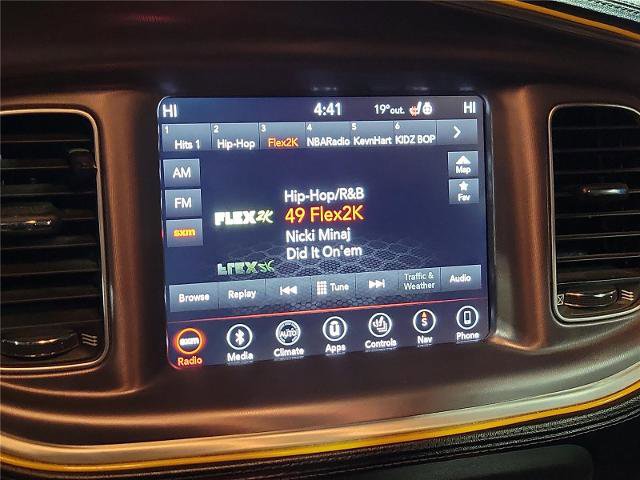 HI 4:41 19°out. HI
1 Hits 1 2 Hip-Hop 3 Flex2K 4 NBARadio 5 KevnHart 6 KIDZ BOP
AM
Map
FM
Fav
sxm
FLEX2K
Hip-Hop/R&B
49 Flex2K
Nicki Minaj
Did It On'em
Browse Replay Tune Traffic & Weather Audio
sxm AUTO S
Radio Media Climate Apps Controls Nav Phone